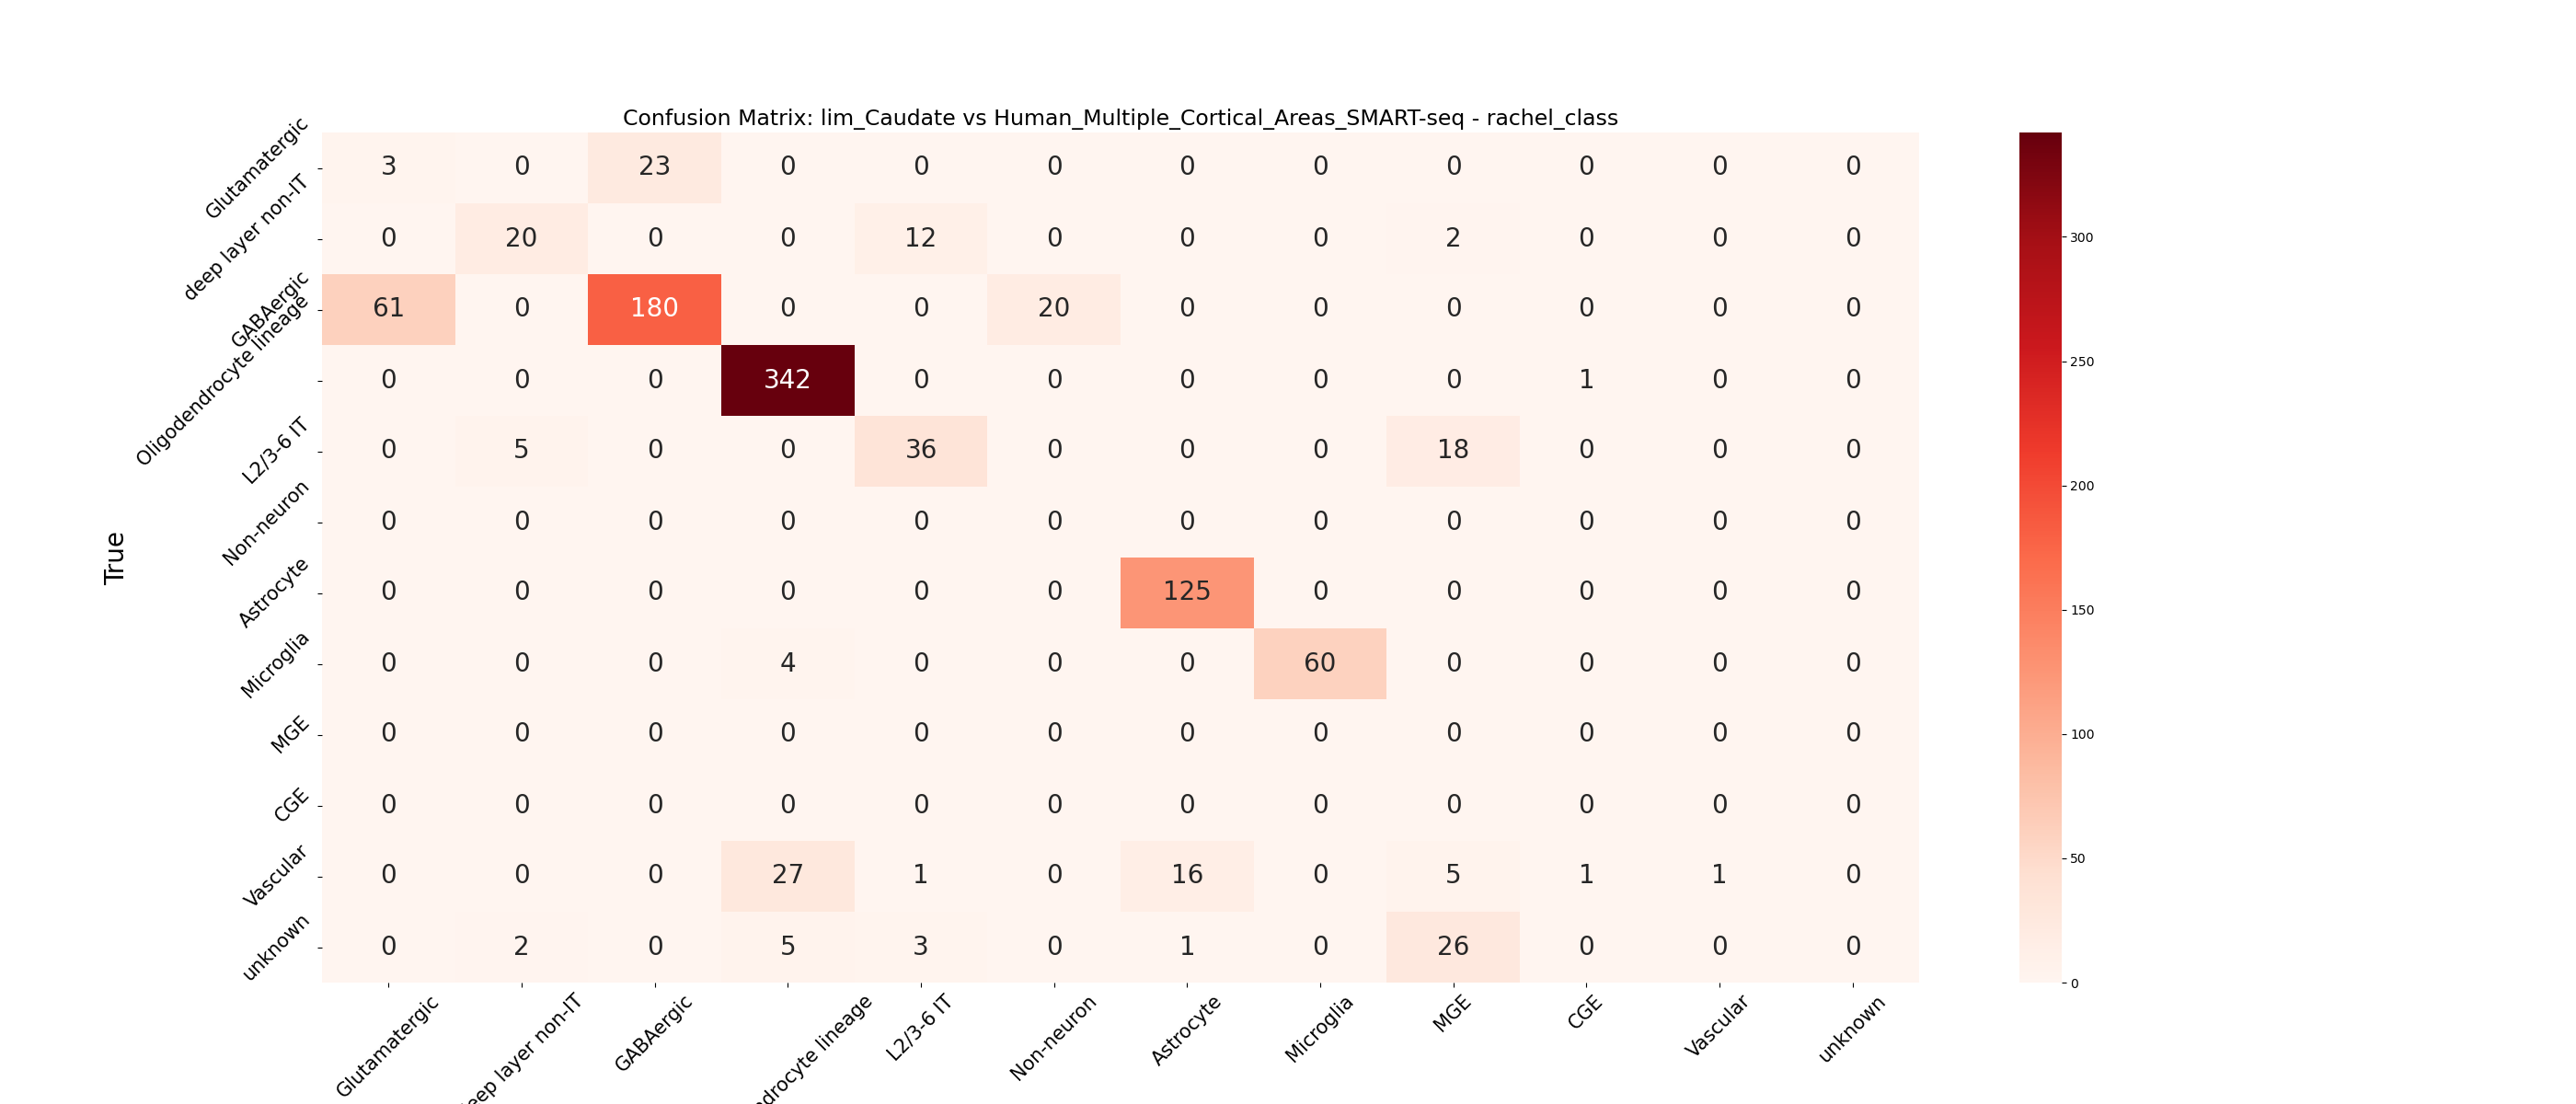 Confusion Matrix: lim_Caudate vs Human_Multiple_Cortical_Areas_SMART-seq - rachel_class
True
Glutamatergic 3 0 23 0 0 0 0 0 0 0 0 0
deep layer non-IT 0 20 0 0 12 0 0 0 2 0 0 0
GABAergic 61 0 180 0 0 20 0 0 0 0 0 0
Oligodendrocyte lineage 0 0 0 342 0 0 0 0 0 1 0 0
L2/3-6 IT 0 5 0 0 36 0 0 0 18 0 0 0
Non-neuron 0 0 0 0 0 0 0 0 0 0 0 0
Astrocyte 0 0 0 0 0 0 125 0 0 0 0 0
Microglia 0 0 0 4 0 0 0 60 0 0 0 0
MGE 0 0 0 0 0 0 0 0 0 0 0 0
CGE 0 0 0 0 0 0 0 0 0 0 0 0
Vascular 0 0 0 27 1 0 16 0 5 1 1 0
unknown 0 2 0 5 3 0 1 0 26 0 0 0
Glutamatergic
eep layer non-IT
GABAergic
ndrocyte lineage
L2/3-6 IT
Non-neuron
Astrocyte
Microglia
MGE
CGE
Vascular
unknown
300
250
200
150
100
50
0